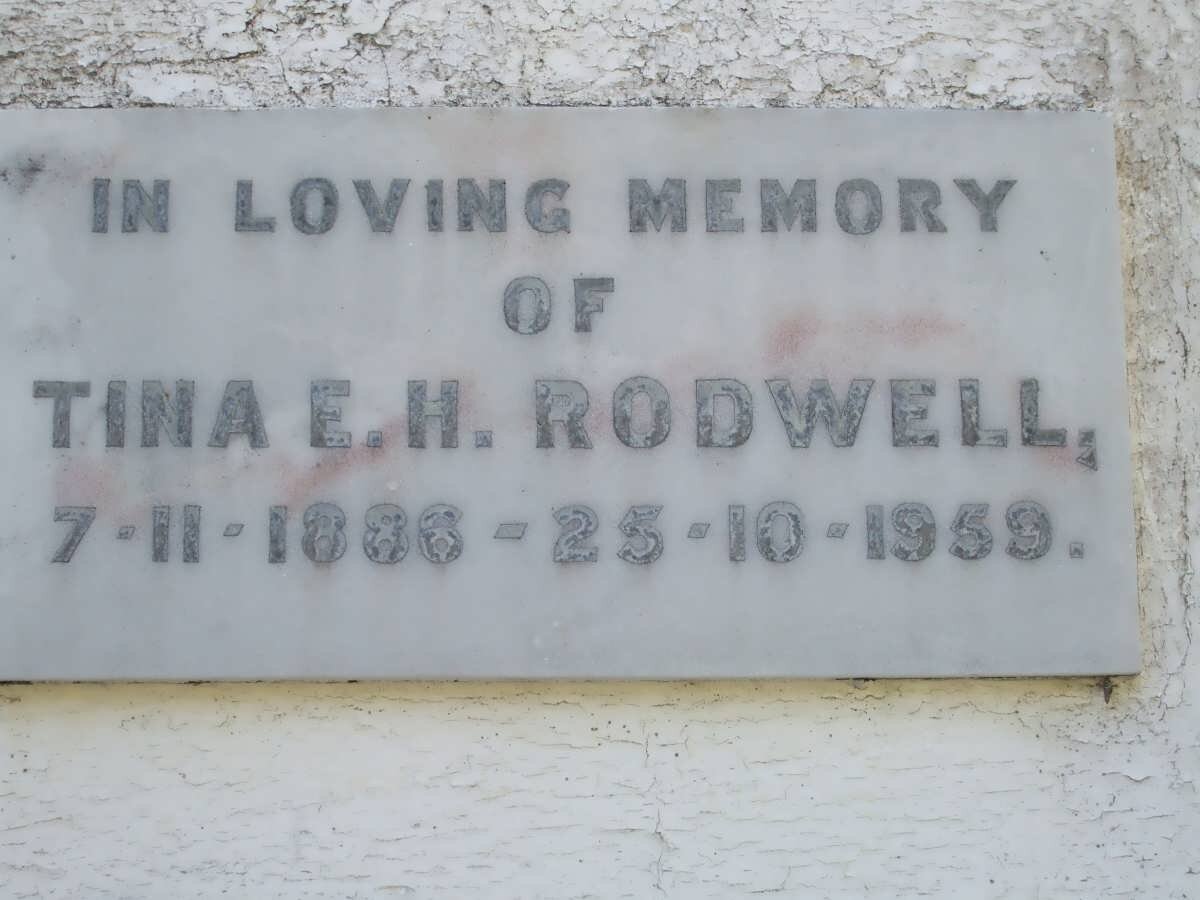 IN LOVING MEMORY
OF
TINA E.H. RODWELL,
7-11-1886-25-10-1959.